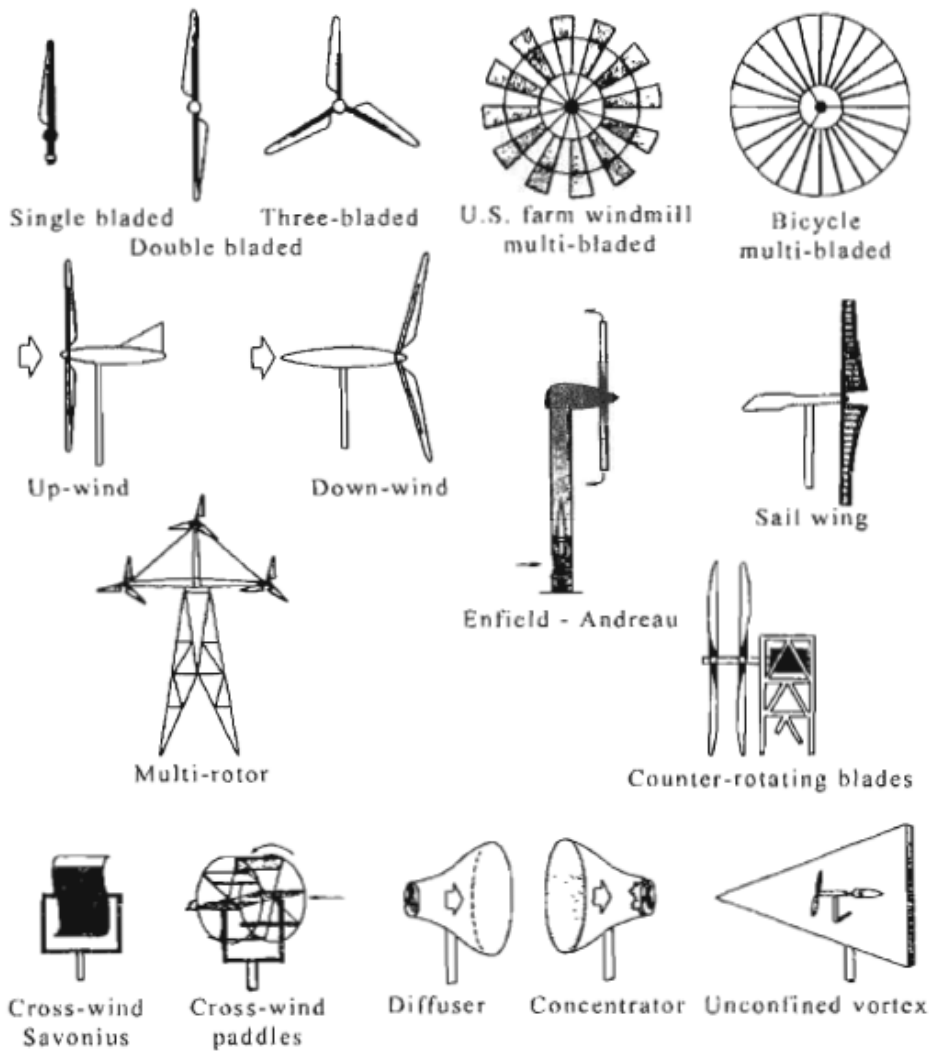 Single bladed
Double bladed
Three-bladed
U.S. farm windmill
multi-bladed
Bicycle
multi-bladed
Up-wind
Down-wind
Enfield - Andreau
Sail wing
Multi-rotor
Counter-rotating blades
Cross-wind
Savonius
Cross-wind
paddles
Diffuser
Concentrator
Unconfined vortex